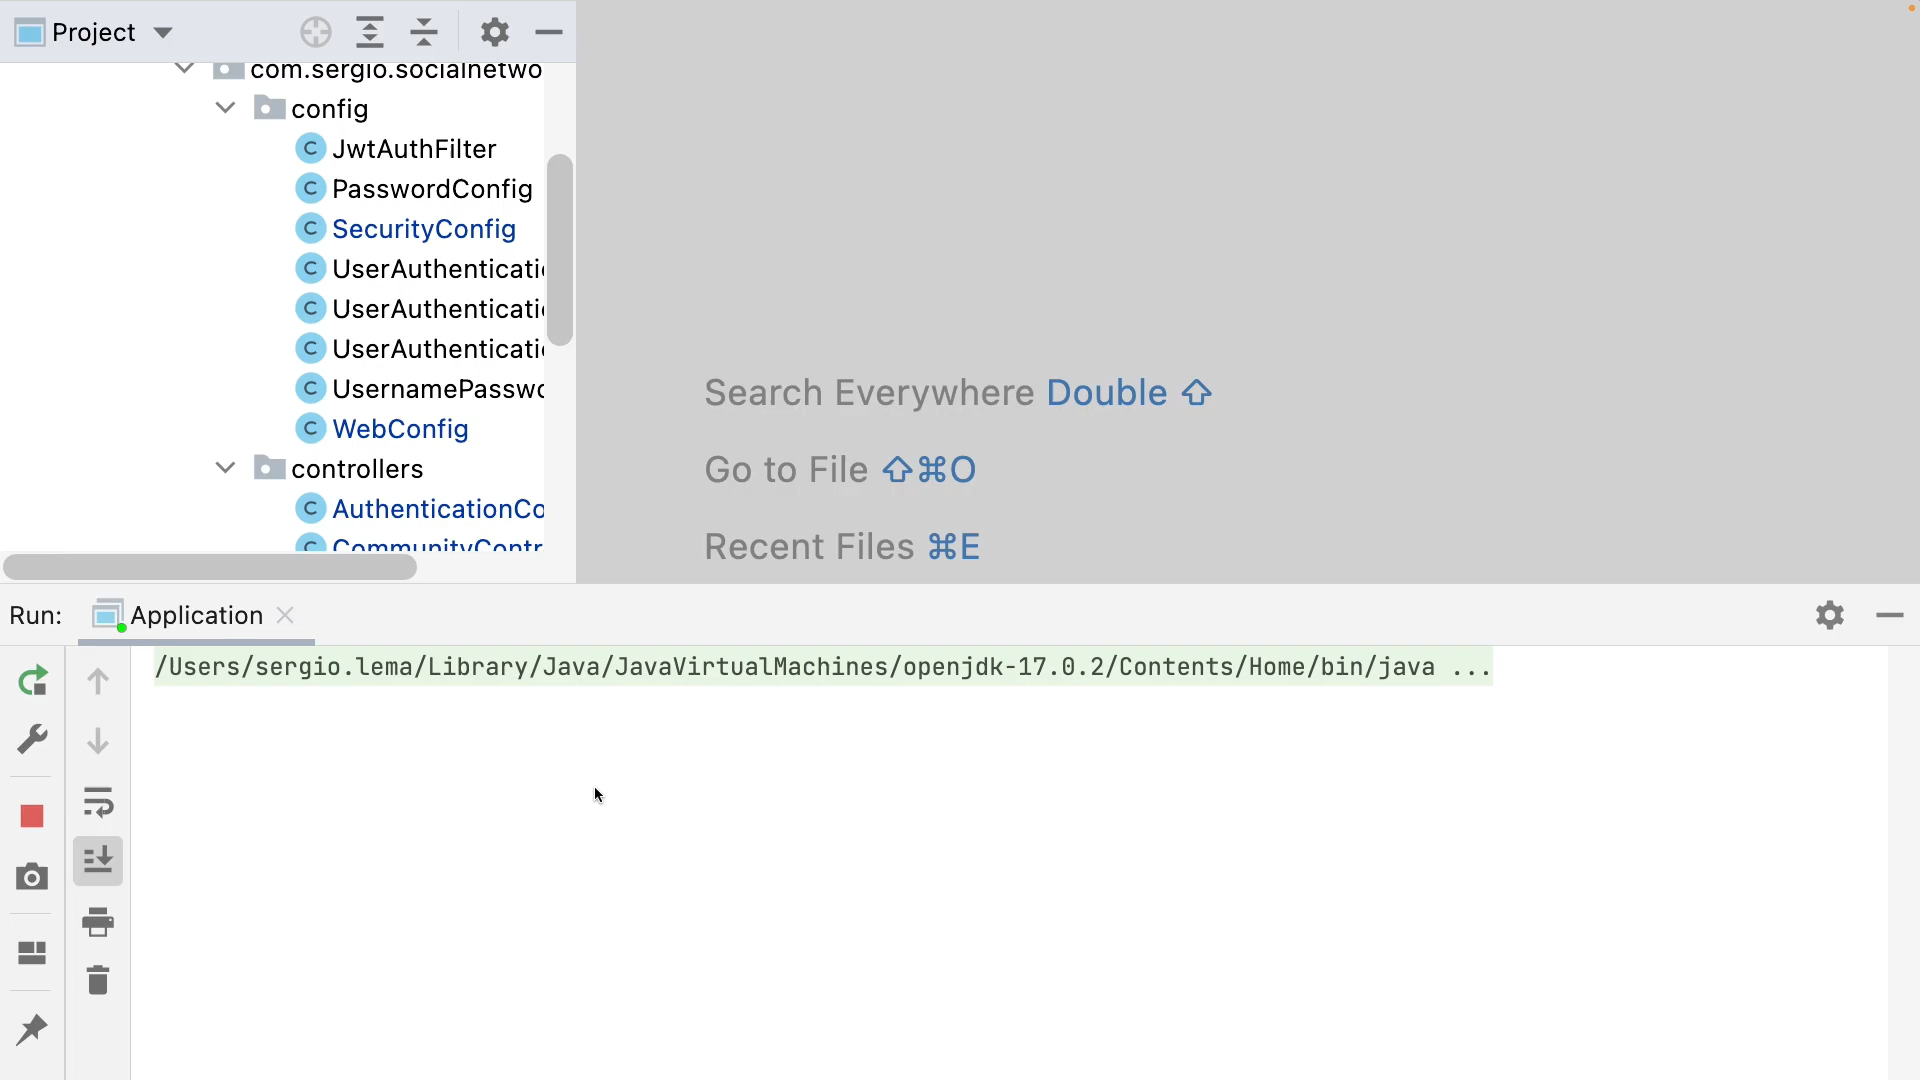 Project
com.sergio.socialnetwo
config
JwtAuthFilter
PasswordConfig
SecurityConfig
UserAuthenticati
UserAuthenticati
UserAuthenticati
UsernamePassw
WebConfig
controllers
AuthenticationCo
CommunityContr
Search Everywhere Double ⇧
Go to File ⇧⌘O
Recent Files ⌘E
Run: Application
/Users/sergio.lema/Library/Java/JavaVirtualMachines/openjdk-17.0.2/Contents/Home/bin/java ...